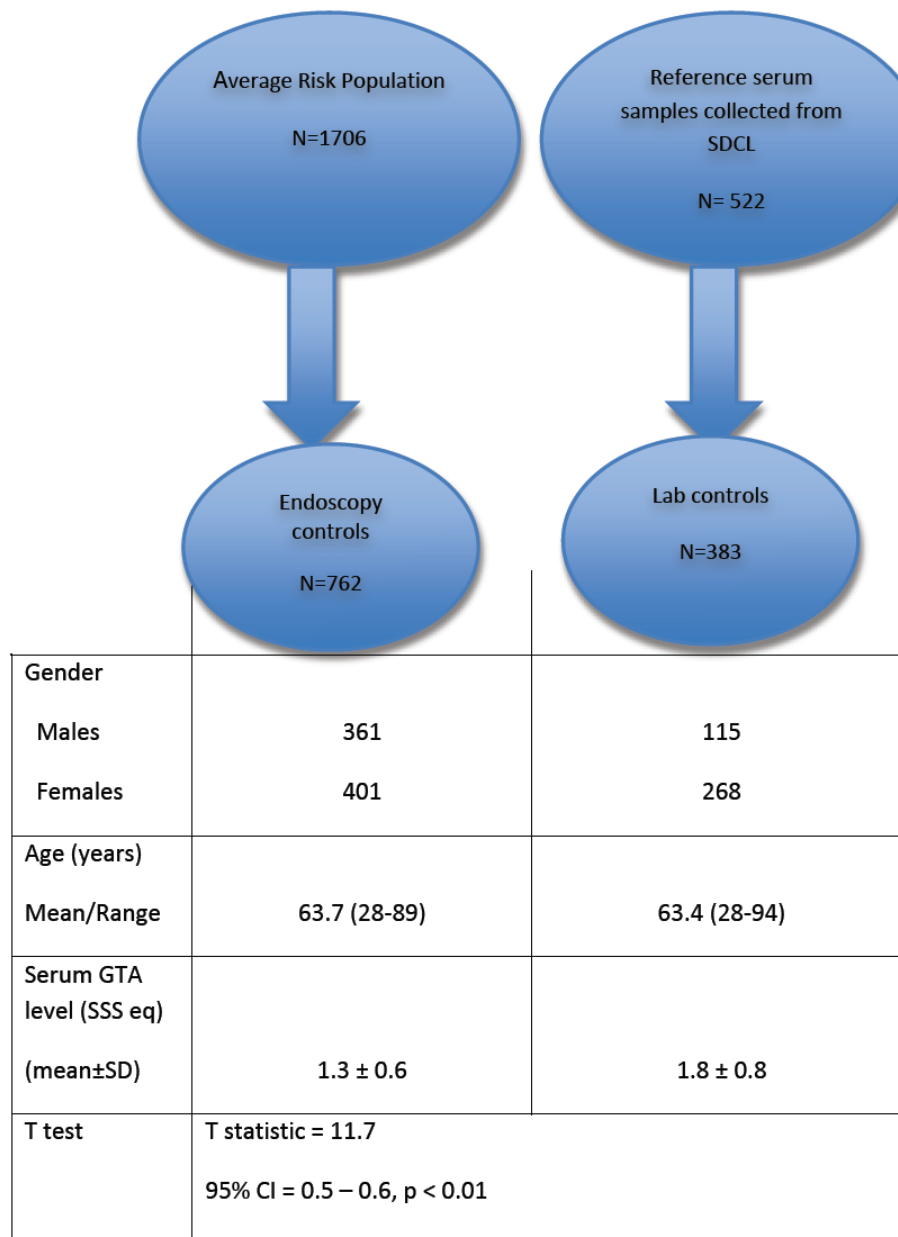 Average Risk Population
N=1706
Reference serum
samples collected from
SDCL
N= 522
Endoscopy
controls
N=762
Lab controls
N=383
Gender
Males 361 115
Females 401 268
Age (years)
Mean/Range 63.7 (28-89) 63.4 (28-94)
Serum GTA
level (SSS eq)
(mean±SD) 1.3 ± 0.6 1.8 ± 0.8
T test T statistic = 11.7
95% CI = 0.5 – 0.6, p < 0.01